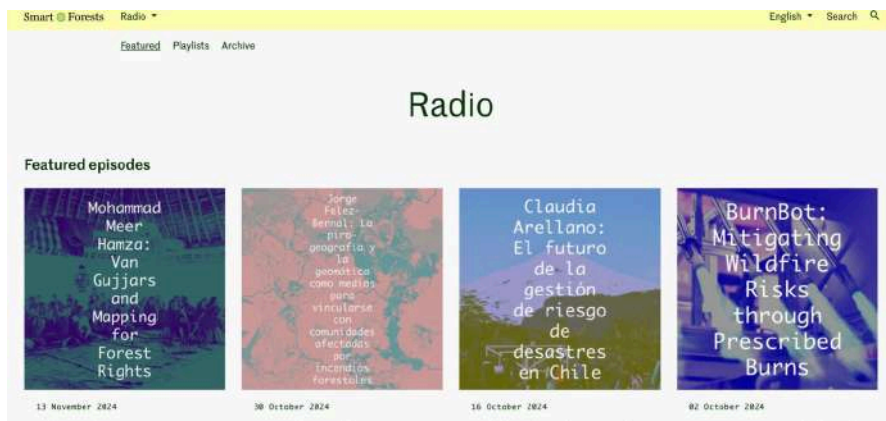 Smart Forests Radio English Search
Featured Playlists Archive
Radio
Featured episodes
Mohammad
Meer
Hamza:
Van
Gujjars
and
Mapping
for
Forest
Rights
Jorge
Felez-
Bernal: La
piro-
geografía y
la
geomática
como medios
para
vincularse
con
comunidades
afectadas
por
incendios
forestales
Claudia
Arellano:
El futuro
de la
gestión
de riesgo
de
desastres
en Chile
BurnBot:
Mitigating
Wildfire
Risks
through
Prescribed
Burns
13 November 2024
30 October 2024
16 October 2024
02 October 2024